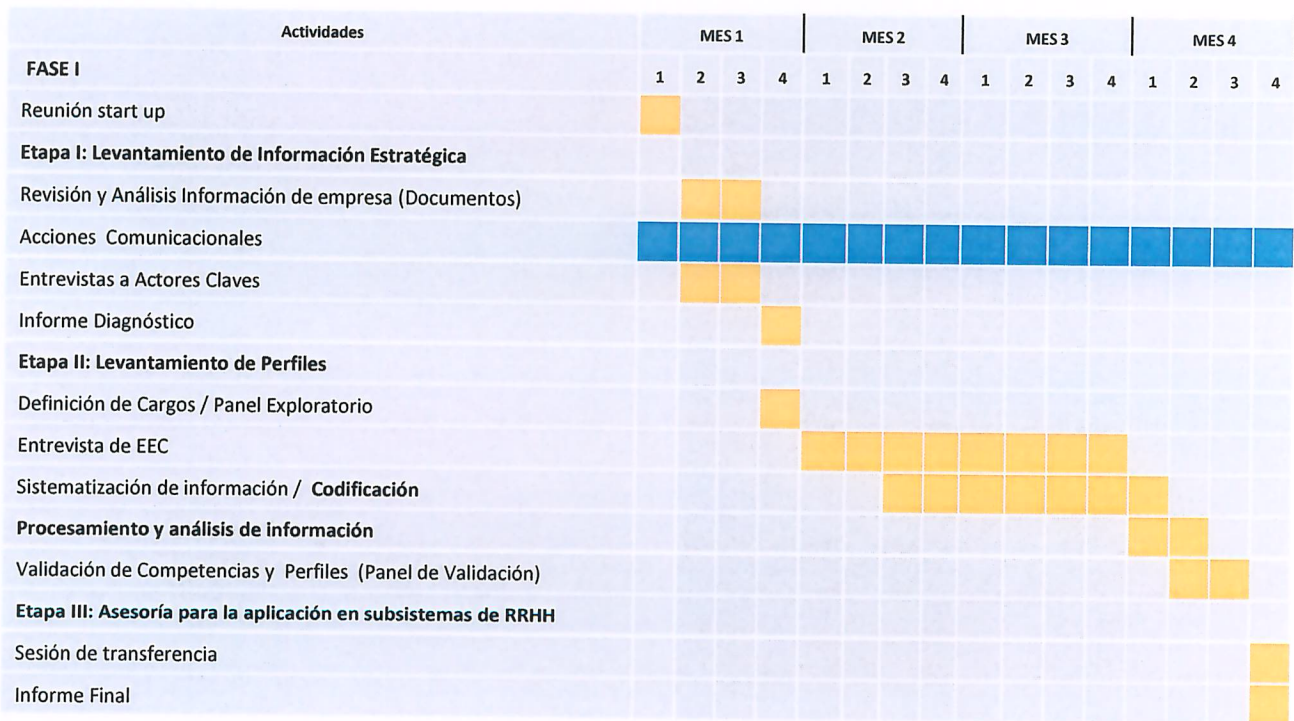 Actividades MES 1 MES 2 MES 3 MES 4
FASE I 1 2 3 4 1 2 3 4 1 2 3 4 1 2 3 4
Reunión start up
Etapa I: Levantamiento de Información Estratégica
Revisión y Análisis Información de empresa (Documentos)
Acciones Comunicacionales
Entrevistas a Actores Claves
Informe Diagnóstico
Etapa II: Levantamiento de Perfiles
Definición de Cargos / Panel Exploratorio
Entrevista de EEC
Sistematización de información / Codificación
Procesamiento y análisis de información
Validación de Competencias y Perfiles (Panel de Validación)
Etapa III: Asesoría para la aplicación en subsistemas de RRHH
Sesión de transferencia
Informe Final